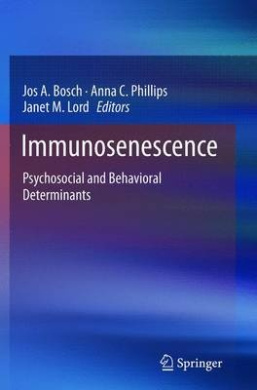 Jos A. Bosch · Anna C. Phillips
Janet M. Lord Editors
Immunosenescence
Psychosocial and Behavioral
Determinants
Springer